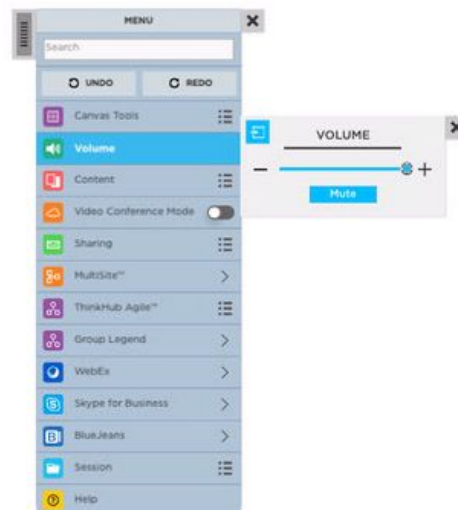 MENU
Search
UNDO
REDO
Canvas Tools
Volume
Content
Video Conference Mode
Sharing
MultiSite™
ThinkHub Agile™
Group Legend
WebEx
Skype for Business
BlueJeans
Session
Help
VOLUME
Mute